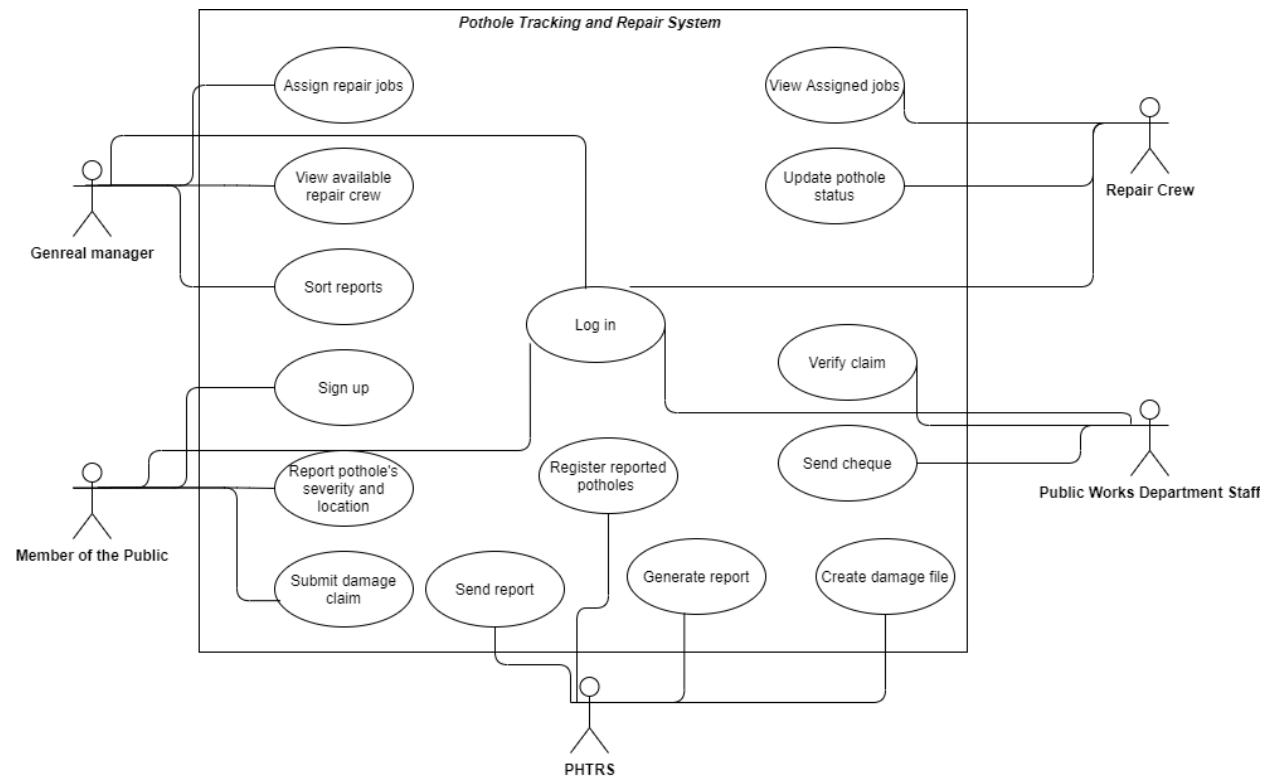 Pothole Tracking and Repair System
Assign repair jobs
View Assigned jobs
View available
repair crew
Update pothole
status
Repair Crew
Genreal manager
Sort reports
Log in
Verify claim
Sign up
Report pothole's
severity and
location
Register reported
potholes
Send cheque
Public Works Department Staff
Member of the Public
Submit damage
claim
Send report
Generate report
Create damage file
PHTRS